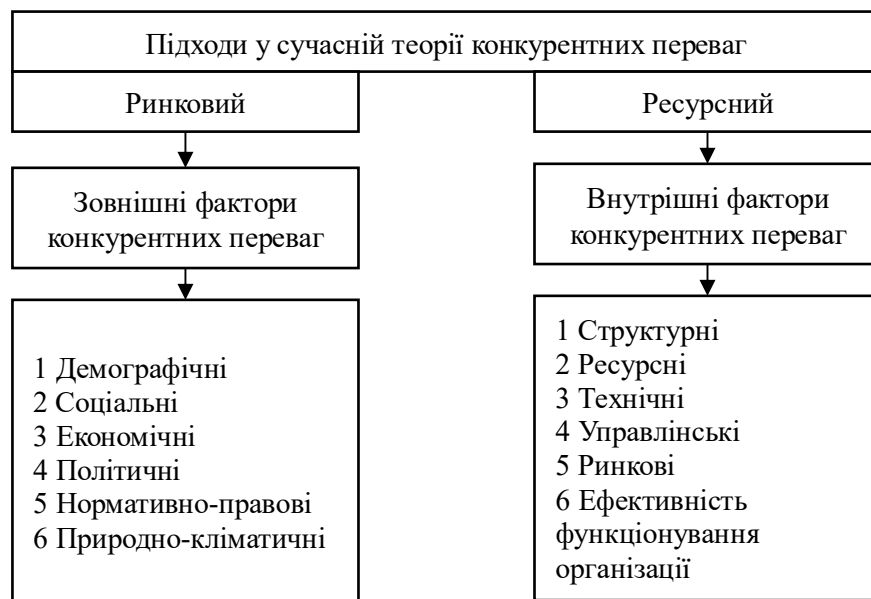 Підходи у сучасній теорії конкурентних переваг
Ринковий
Ресурсний
Зовнішні фактори
конкурентних переваг
Внутрішні фактори
конкурентних переваг
1 Демографічні
2 Соціальні
3 Економічні
4 Політичні
5 Нормативно-правові
6 Природно-кліматичні
1 Структурні
2 Ресурсні
3 Технічні
4 Управлінські
5 Ринкові
6 Ефективність
функціонування
організації